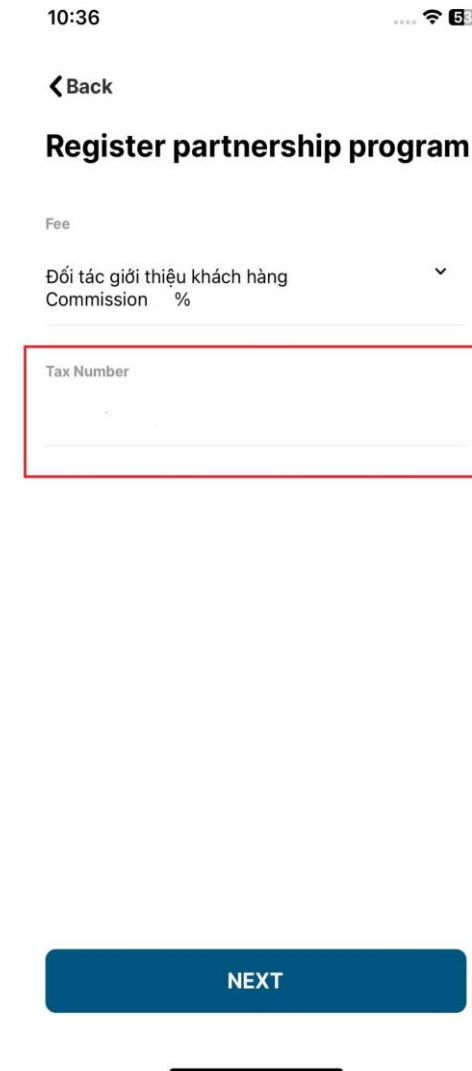 10:36
Back
Register partnership program
Fee
Đối tác giới thiệu khách hàng
Commission %
Tax Number
NEXT